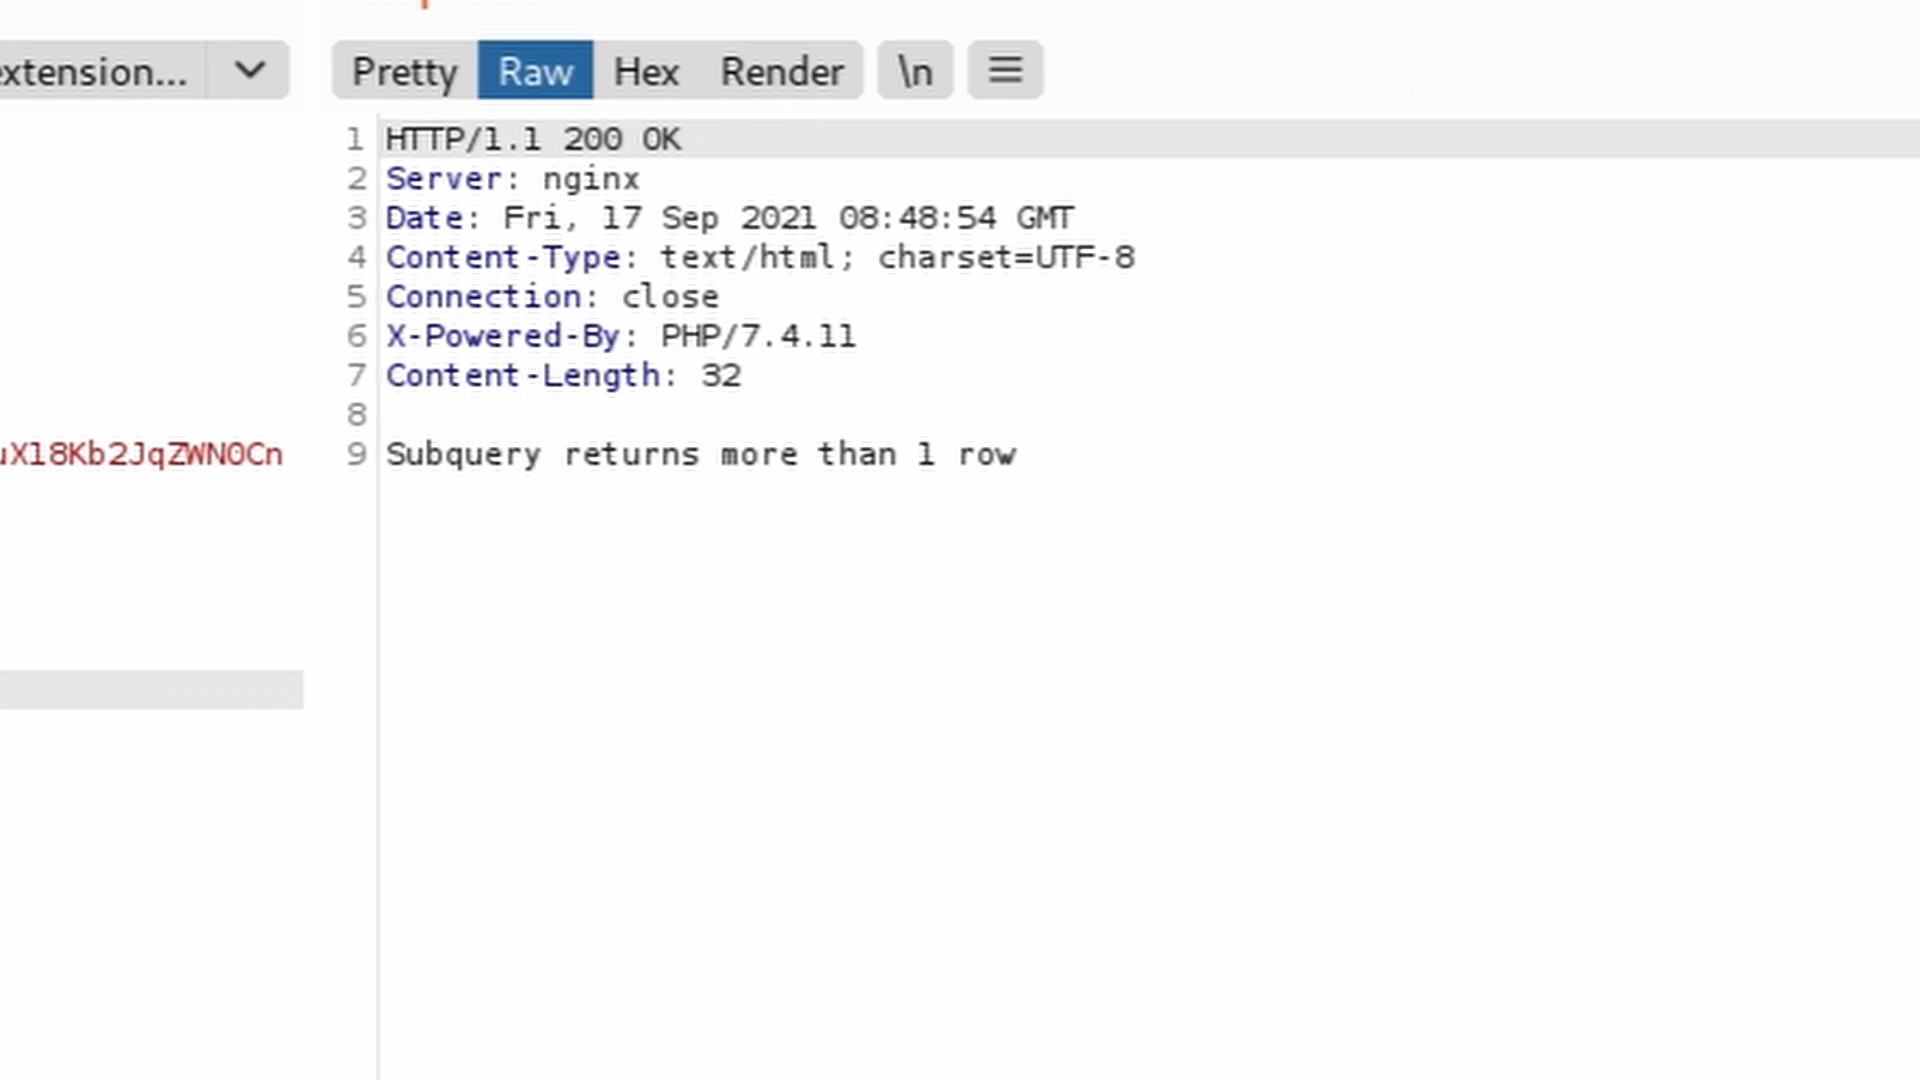 extension...
Pretty Raw Hex Render \n
1 HTTP/1.1 200 OK
2 Server: nginx
3 Date: Fri, 17 Sep 2021 08:48:54 GMT
4 Content-Type: text/html; charset=UTF-8
5 Connection: close
6 X-Powered-By: PHP/7.4.11
7 Content-Length: 32
8
uXl8Kb2JqZWN0Cn
9 Subquery returns more than 1 row